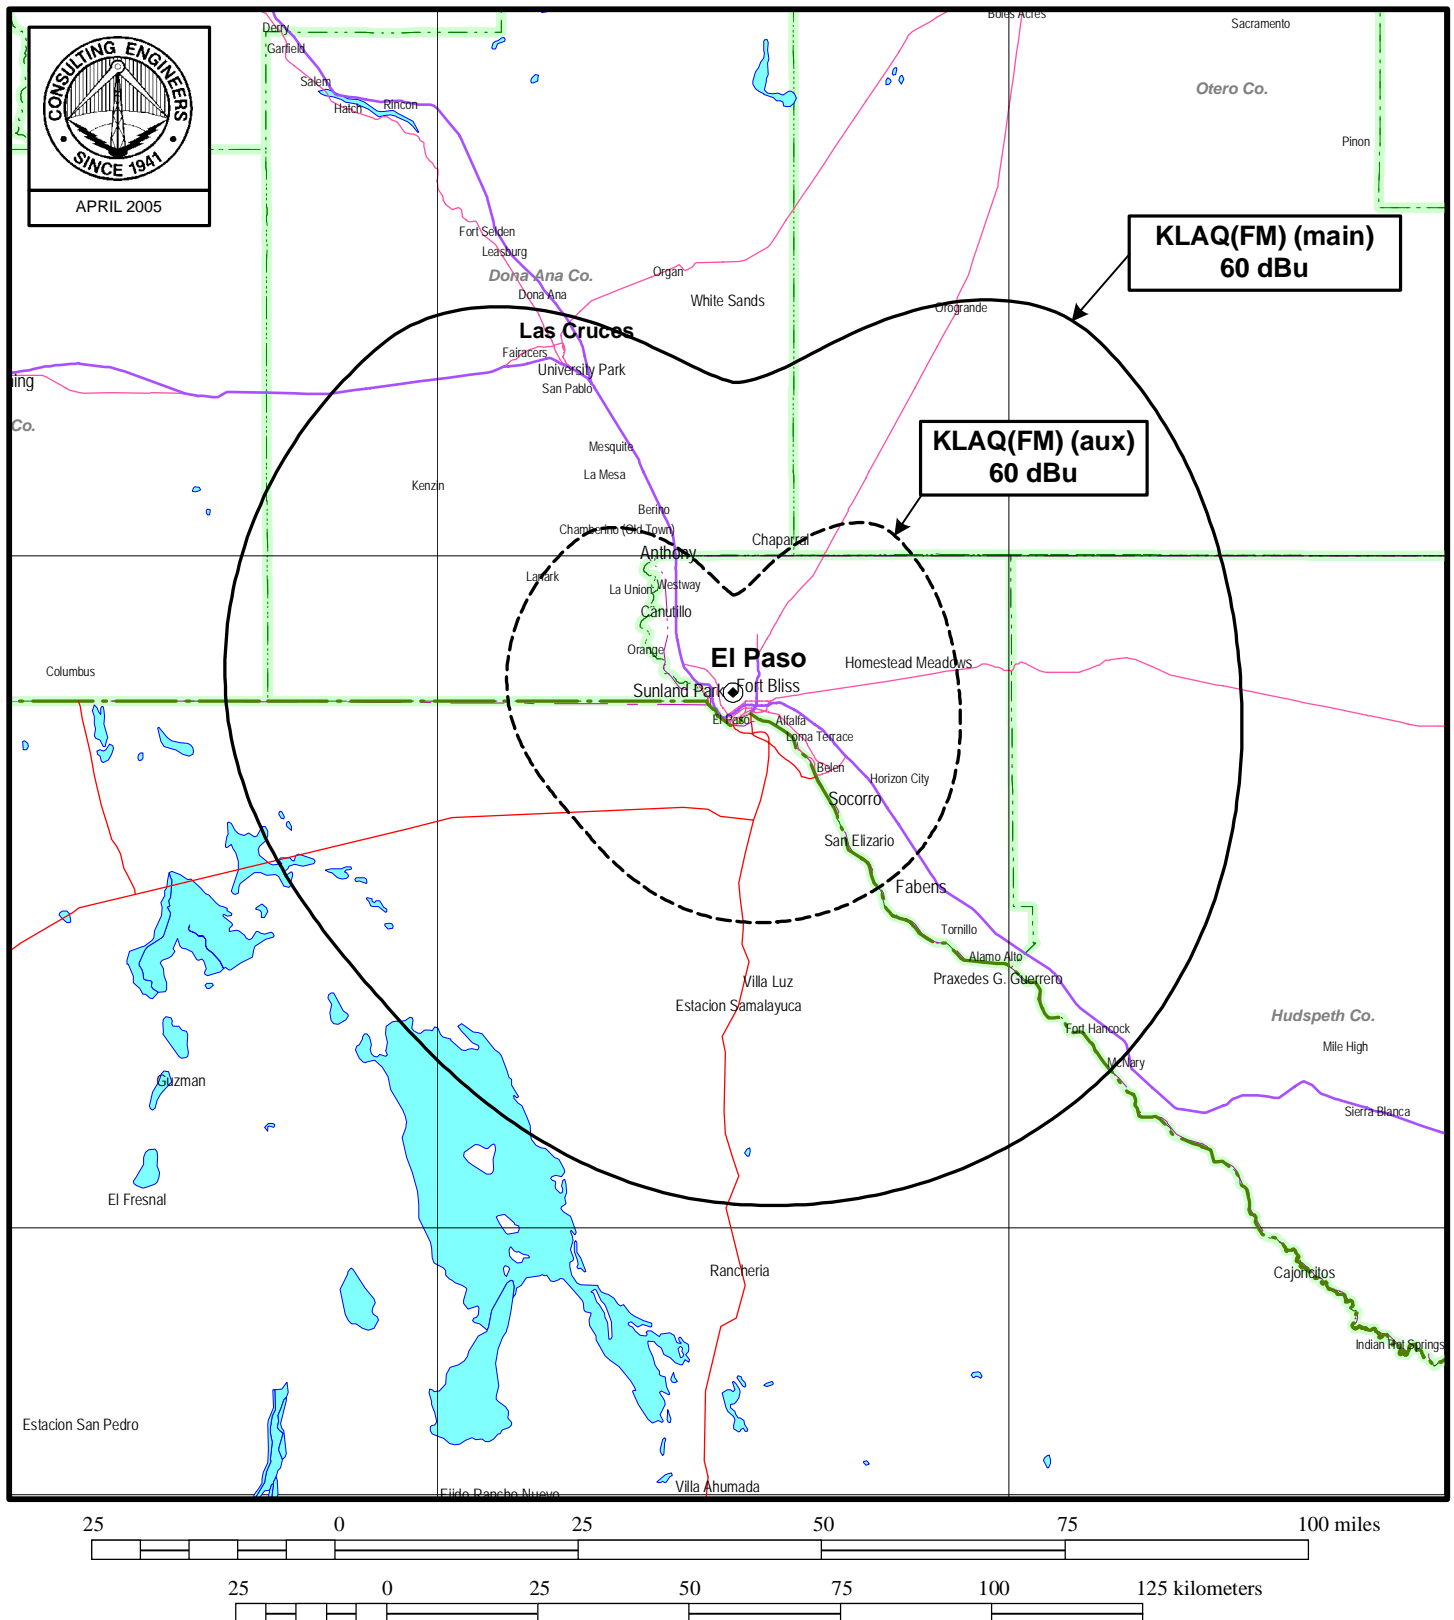 Derry
Boles Acres
Sacramento
Garfield
CONSULTING ENGINEERS
SINCE 1941
APRIL 2005
Salem
Hatch
Rincon
Otero Co.
Pinon
Fort Selden
Leasburg
Dona Ana Co.
Dona Ana
Organ
White Sands
KLAQ(FM) (main)
60 dBu
Orogrande
Las Cruces
Fairacers
University Park
San Pablo
ning
Co.
KLAQ(FM) (aux)
60 dBu
Mesquite
La Mesa
Kenzin
Berino
Chamberino (Old Town)
Chaparral
Anthony
Lanark
La Union
Westway
Canutillo
Orange
El Paso
Homestead Meadows
Columbus
Sunland Park
Fort Bliss
El Paso
Alfalfa
Loma Terrace
Belen
Horizon City
Socorro
San Elizario
Fabens
Tornillo
Alamo Alto
Praxedes G. Guerrero
Villa Luz
Estacion Samalayuca
Fort Hancock
Hudspeth Co.
Mile High
McNary
Guzman
Sierra Blanca
El Fresnal
Rancheria
Cajoncitos
Indian Hot Springs
Estacion San Pedro
Villa Ahumada
Ejido Rancho Nuevo
25 0 25 50 75 100 miles
25 0 25 50 75 100 125 kilometers